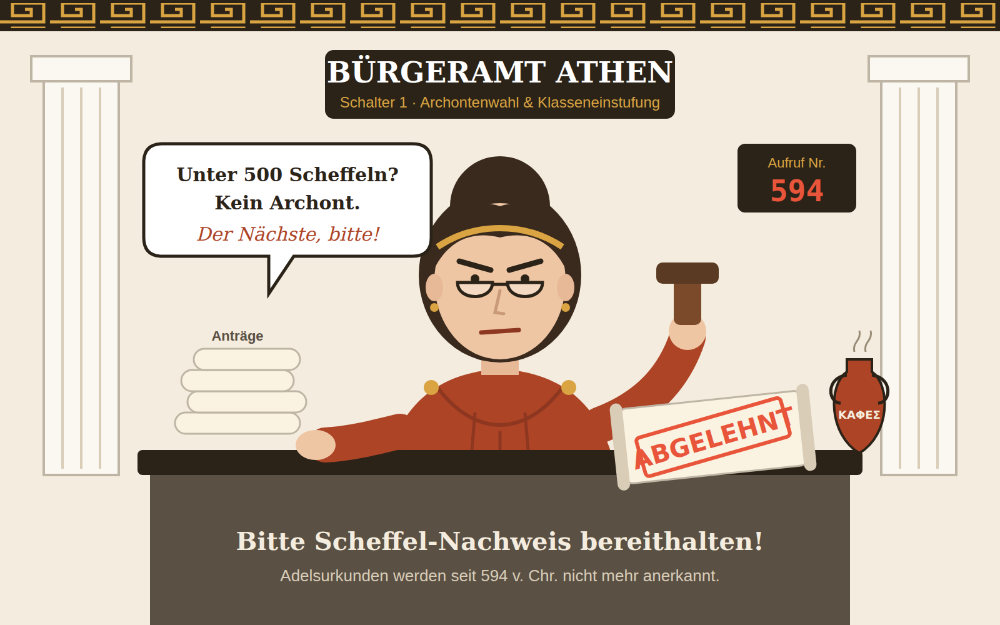 BÜRGERAMT ATHEN
Schalter 1 · Archontenwahl & Klasseneinstufung
Unter 500 Scheffeln?
Kein Archont.
Der Nächste, bitte!
Aufruf Nr.
594
Anträge
ΚΑΦΕΣ
ABGELEHNT
Bitte Scheffel-Nachweis bereithalten!
Adelsurkunden werden seit 594 v. Chr. nicht mehr anerkannt.